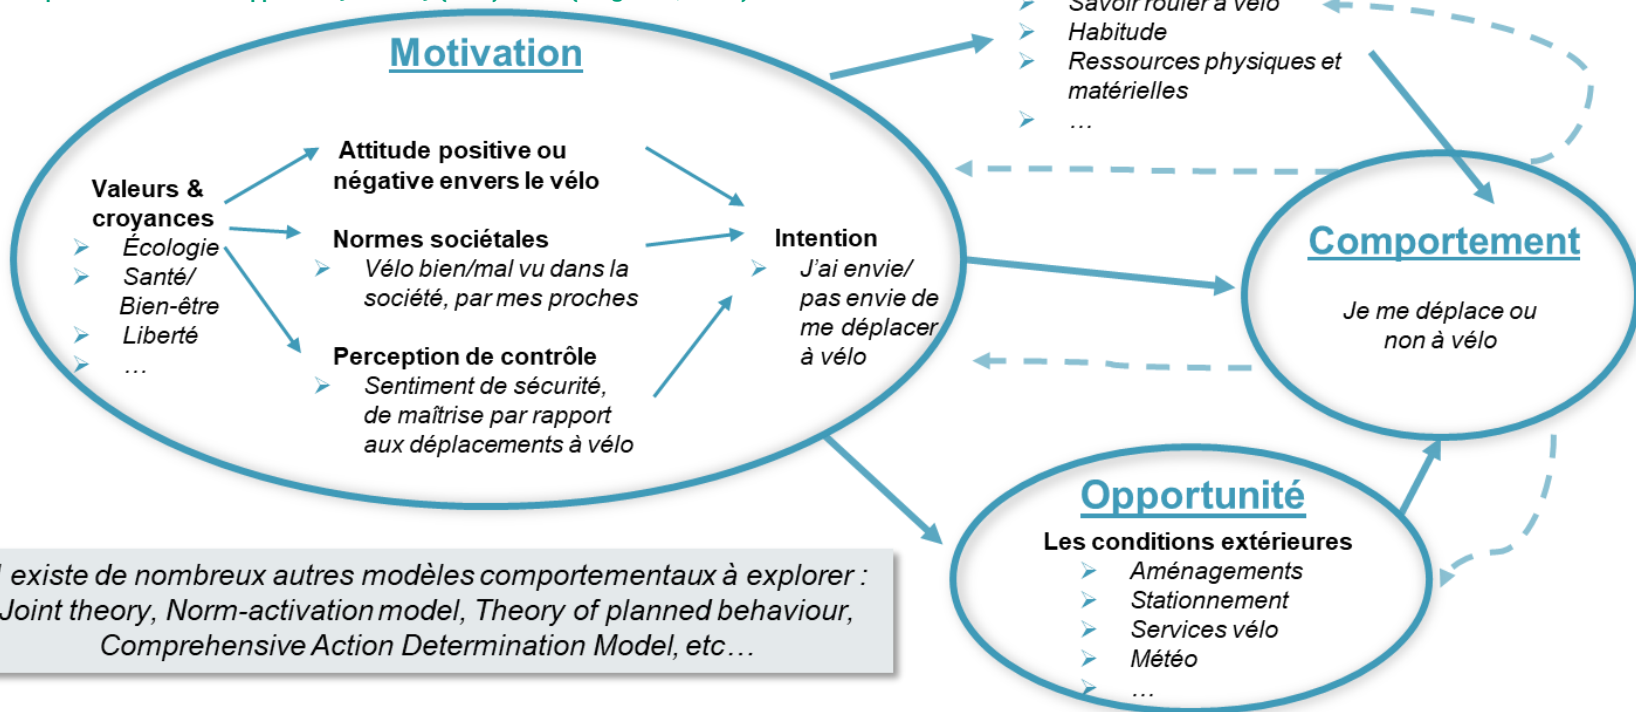 Savoir rouler à vélo
Habitude
Ressources physiques et
matérielles
…
Motivation
Attitude positive ou
négative envers le vélo
Valeurs &
croyances
Écologie
Santé/
Bien-être
Liberté
…
Normes sociétales
Vélo bien/mal vu dans la
société, par mes proches
Perception de contrôle
Sentiment de sécurité,
de maîtrise par rapport
aux déplacements à vélo
Intention
J'ai envie/
pas envie de
me déplacer
à vélo
Comportement
Je me déplace ou
non à vélo
Opportunité
Les conditions extérieures
Aménagements
Stationnement
Services vélo
Météo
…
existe de nombreux autres modèles comportementaux à explorer :
Joint theory, Norm-activation model, Theory of planned behaviour,
Comprehensive Action Determination Model, etc…